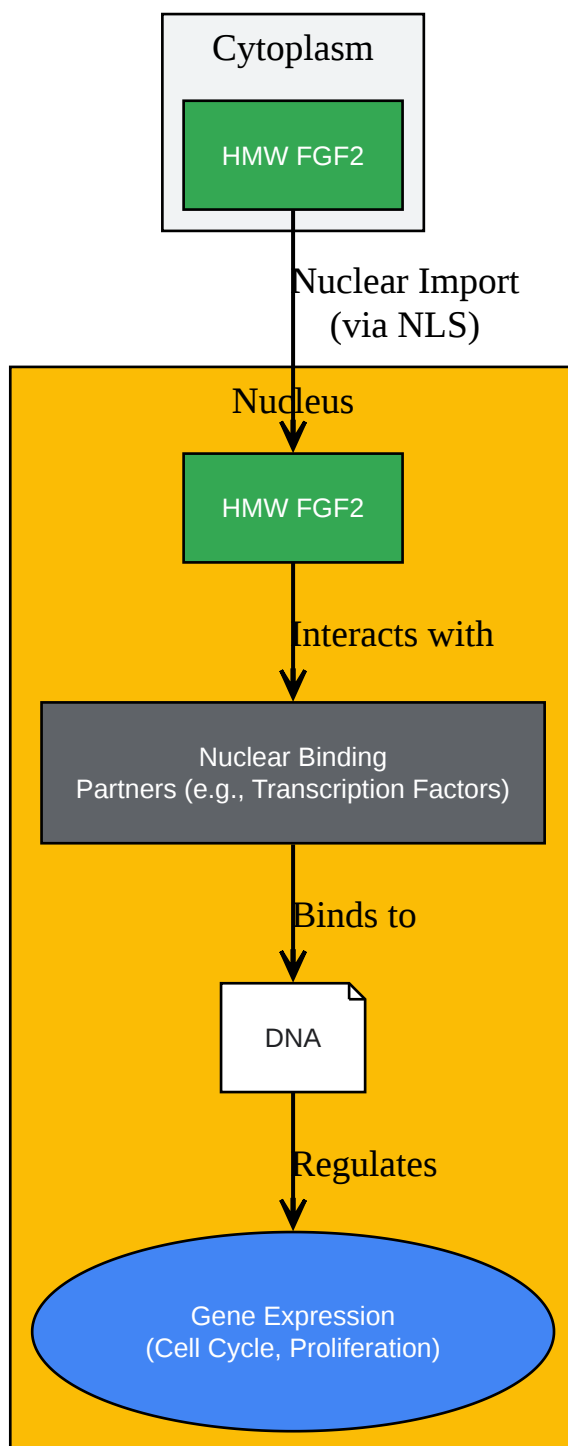 Cytoplasm
HMW FGF2
Nuclear Import
(via NLS)
Nucleus
HMW FGF2
Interacts with
Nuclear Binding
Partners (e.g., Transcription Factors)
Binds to
DNA
Regulates
Gene Expression
(Cell Cycle, Proliferation)